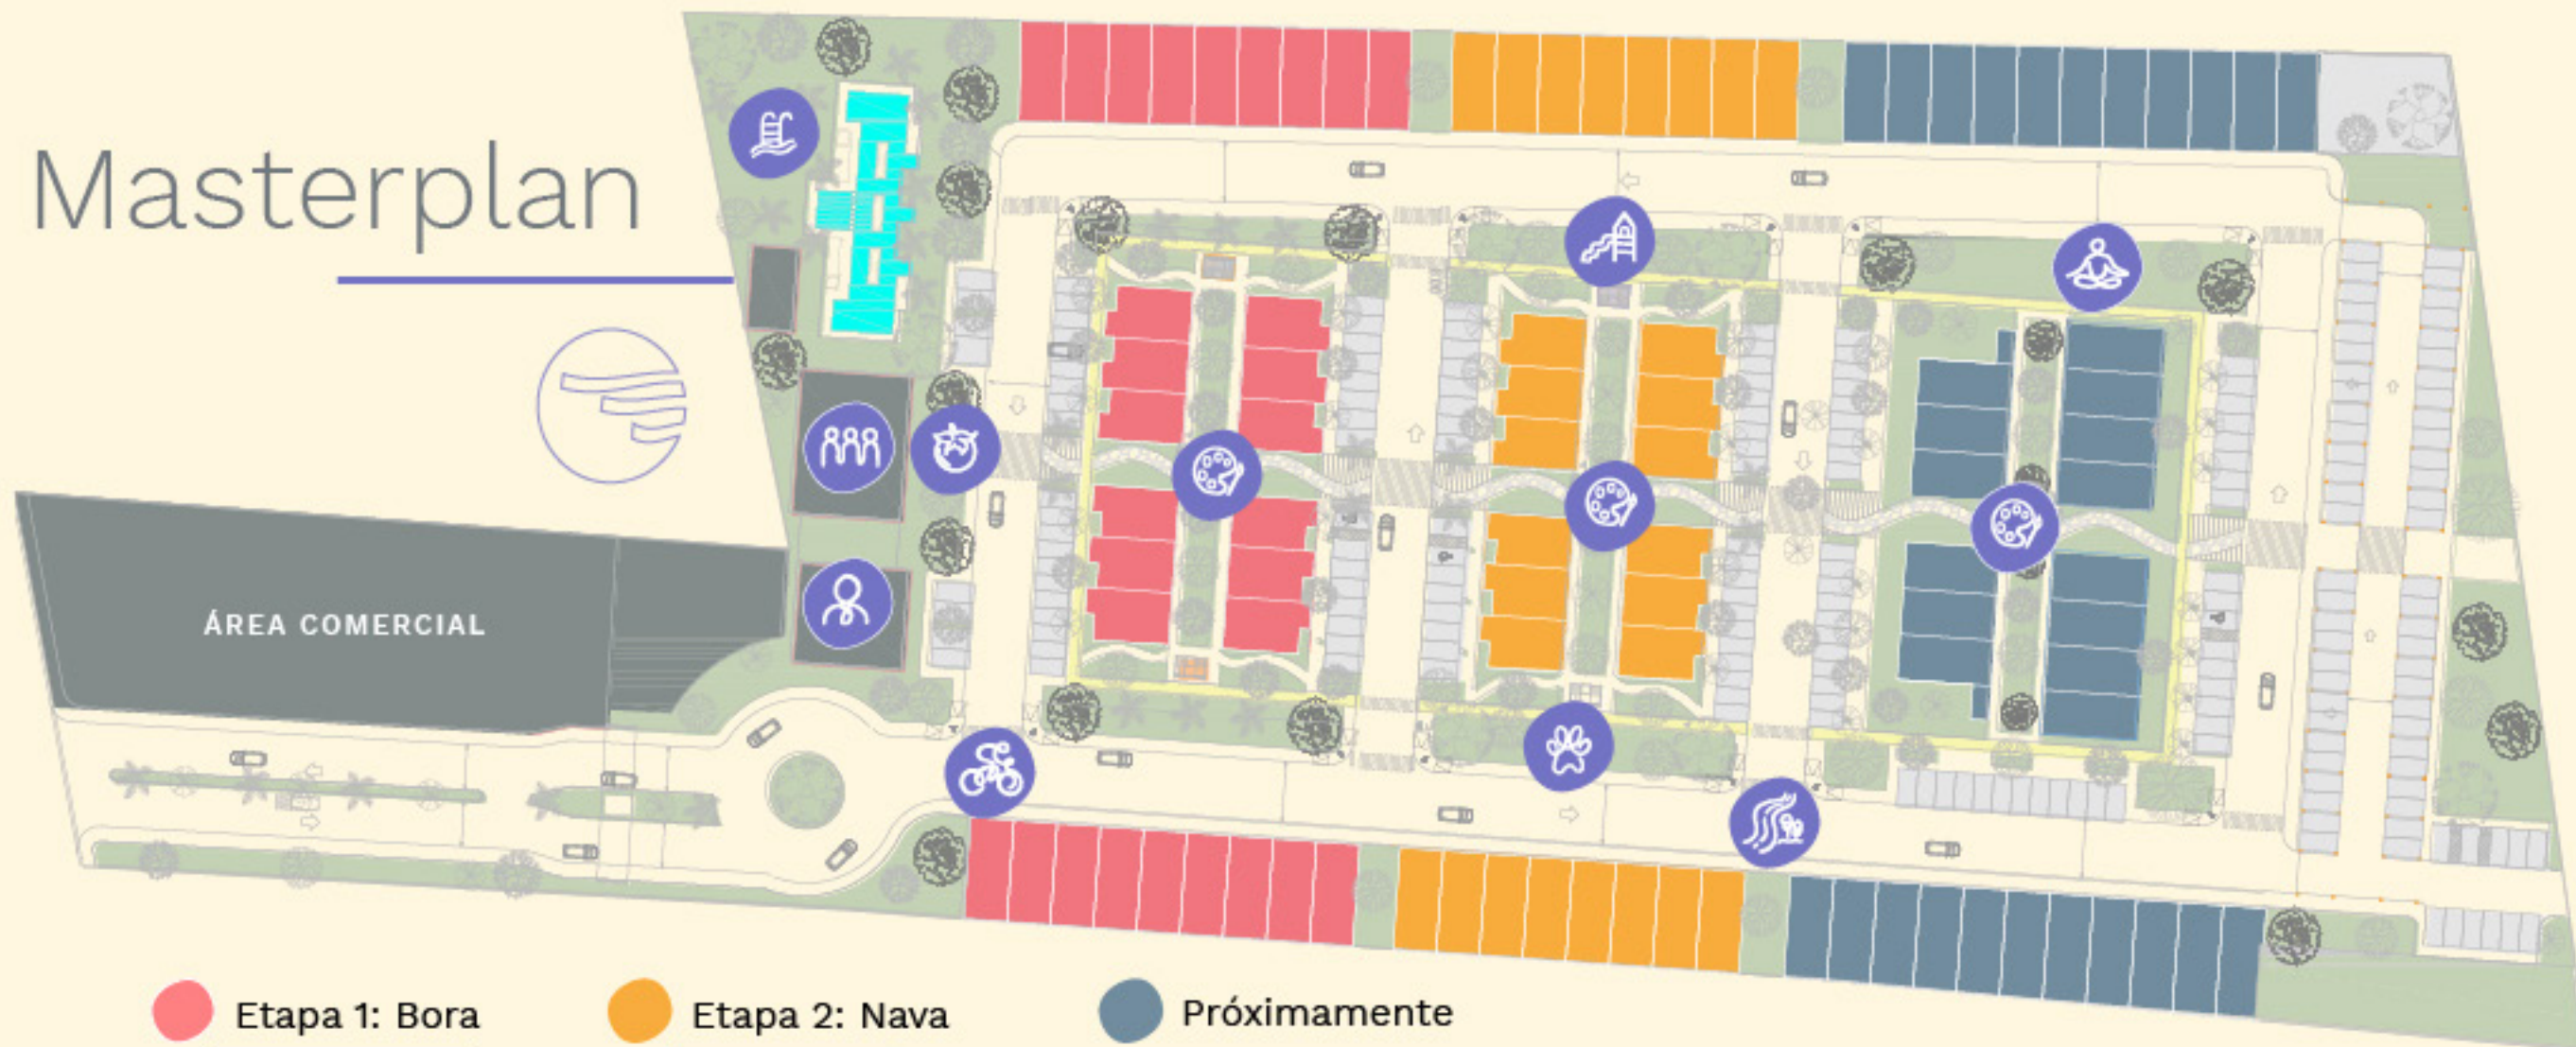 Masterplan
ÁREA COMERCIAL
Etapa 1: Bora
Etapa 2: Nava
Próximamente